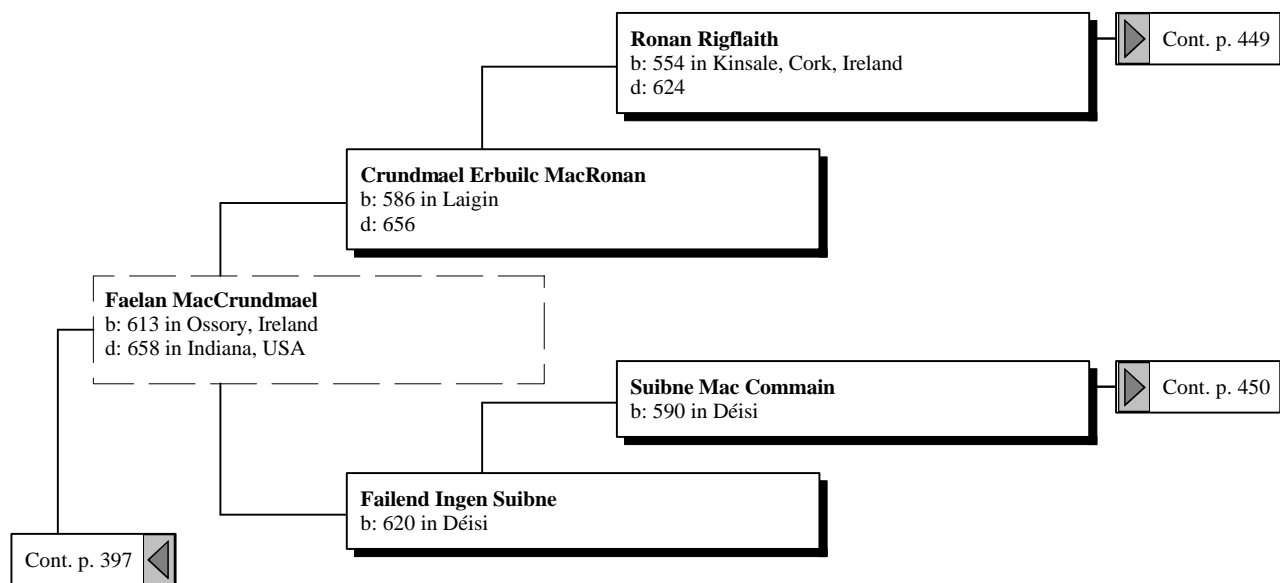 Ronan Rigflaith
b: 554 in Kinsale, Cork, Ireland
d: 624
Cont. p. 449
Crundmael Erbuilc MacRonan
b: 586 in Laigin
d: 656
Faelan MacCrundmael
b: 613 in Ossory, Ireland
d: 658 in Indiana, USA
Suibne Mac Commain
b: 590 in Déisi
Cont. p. 450
Failend Ingen Suibne
b: 620 in Déisi
Cont. p. 397